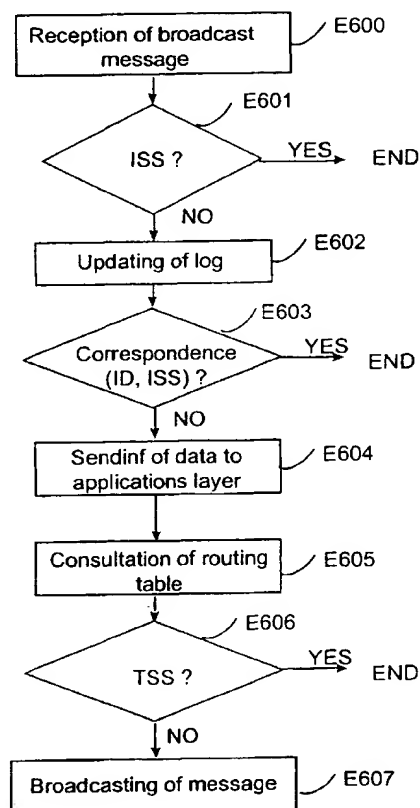 Reception of broadcast
message
E600
E601
ISS ?
YES
END
NO
Updating of log
E602
E603
Correspondence
(ID, ISS) ?
YES
END
NO
Sendinf of data to
applications layer
E604
Consultation of routing
table
E605
E606
TSS ?
YES
END
NO
Broadcasting of message
E607